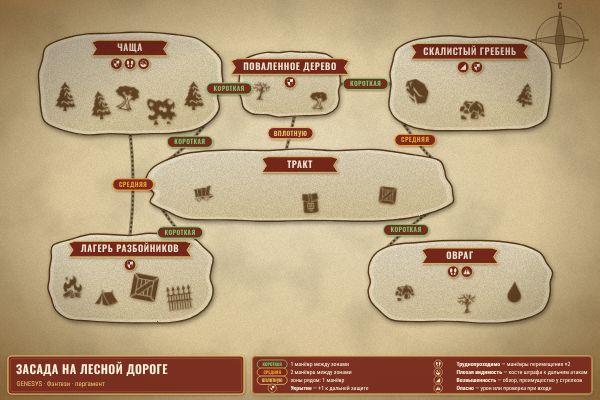 С
ЧАЩА
ПОВАЛЕННОЕ ДЕРЕВО
СКАЛИСТЫЙ ГРЕБЕНЬ
КОРОТКАЯ
КОРОТКАЯ
КОРОТКАЯ
ВПЛОТНУЮ
СРЕДНЯЯ
ТРАКТ
СРЕДНЯЯ
КОРОТКАЯ
КОРОТКАЯ
ЛАГЕРЬ РАЗБОЙНИКОВ
ОВРАГ
ЗАСАДА НА ЛЕСНОЙ ДОРОГЕ
GENESYS · Фэнтези · пергамент
КОРОТКАЯ 1 манёвр между зонами
СРЕДНЯЯ 2 манёвра между зонами
ВПЛОТНУЮ зоны рядом: 1 манёвр
Укрытие — +1 к дальней защите
Труднопроходимо — манёвры перемещения ×2
Плохая видимость — кости штрафа к дальним атакам
Возвышенность — обзор, преимущество у стрелков
Опасно — урон или проверка при входе